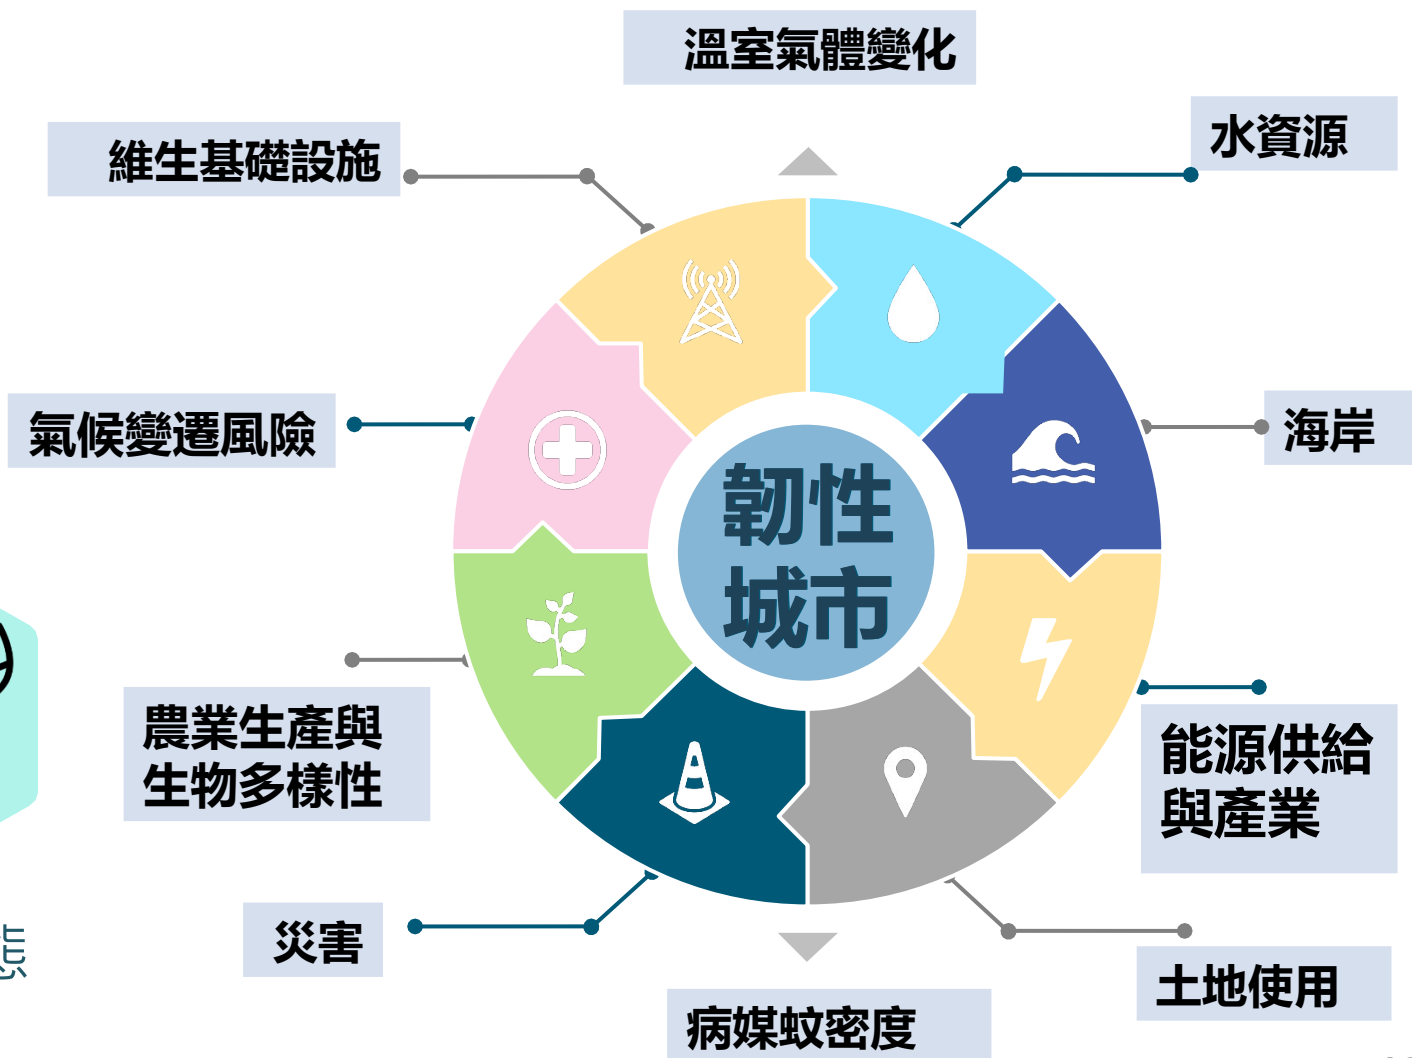 溫室氣體變化
水資源
維生基礎設施
氣候變遷風險
海岸
韌性
城市
農業生產與
生物多樣性
能源供給
與產業
災害
態
土地使用
病媒蚊密度